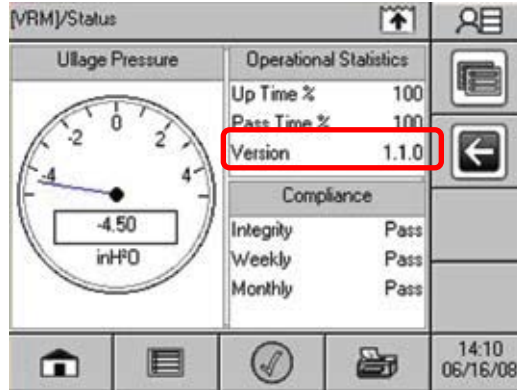 [VRM]/Status
Ullage Pressure
-4
-2
0
2
4
-4.50
inH²O
Operational Statistics
Up Time % 100
Pass Time % 100
Version 1.1.0
Compliance
Integrity Pass
Weekly Pass
Monthly Pass
14:10
06/16/08